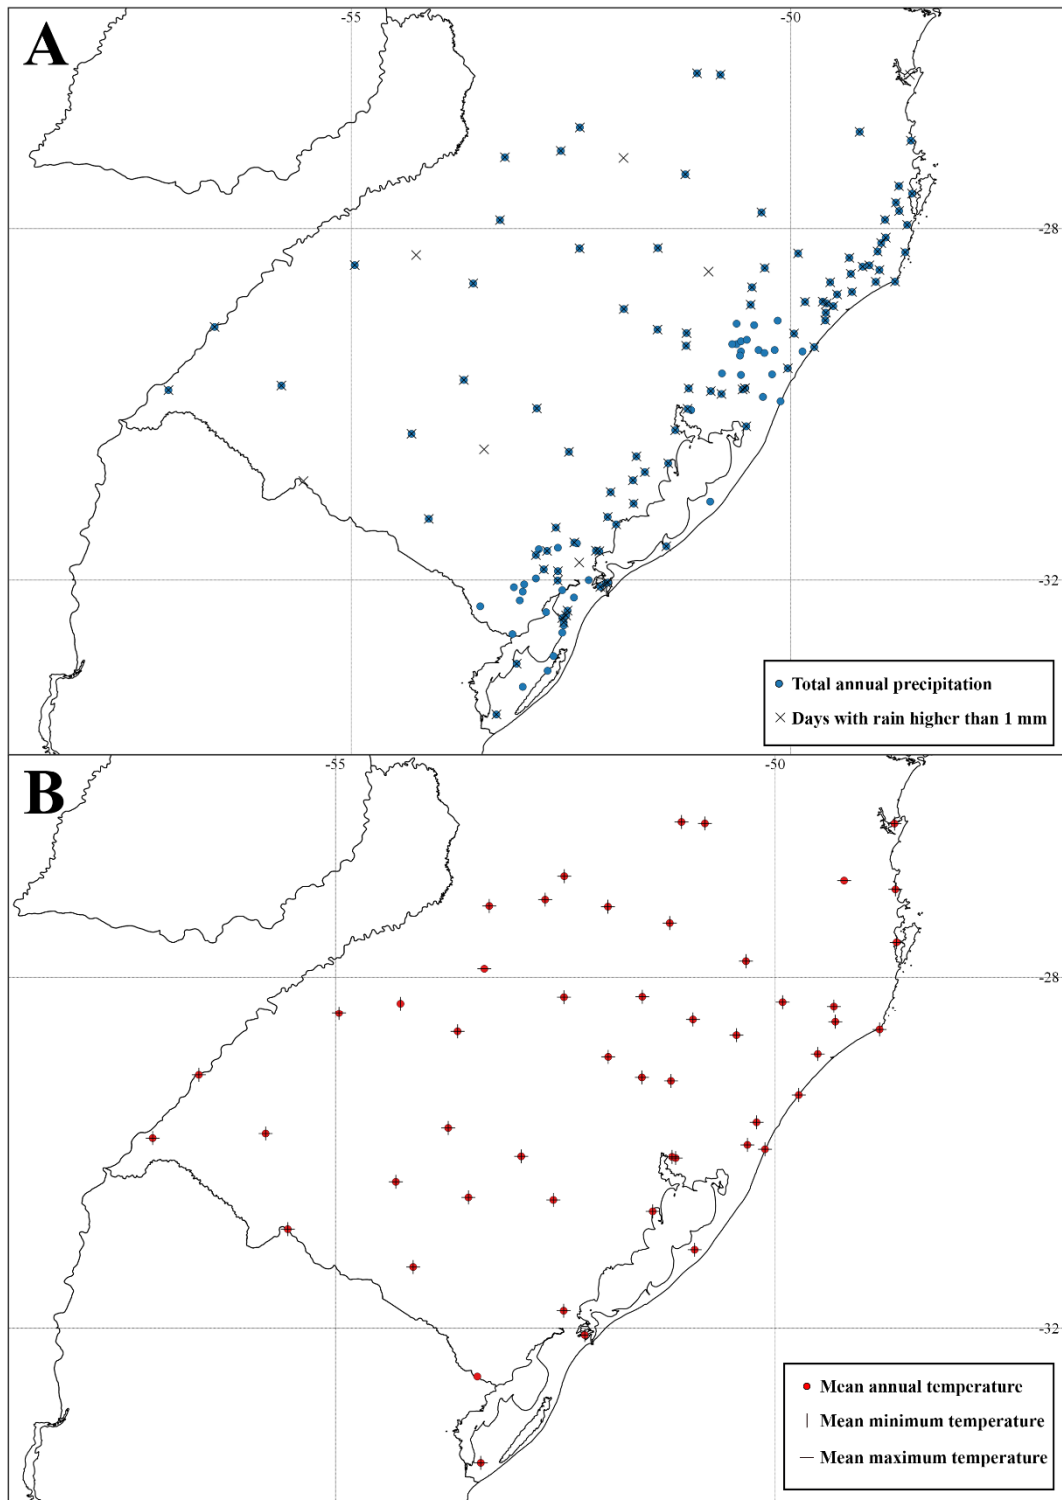 A
-55
-50
-28
-32
Total annual precipitation
Days with rain higher than 1 mm
B
-55
-50
-28
-32
Mean annual temperature
Mean minimum temperature
Mean maximum temperature